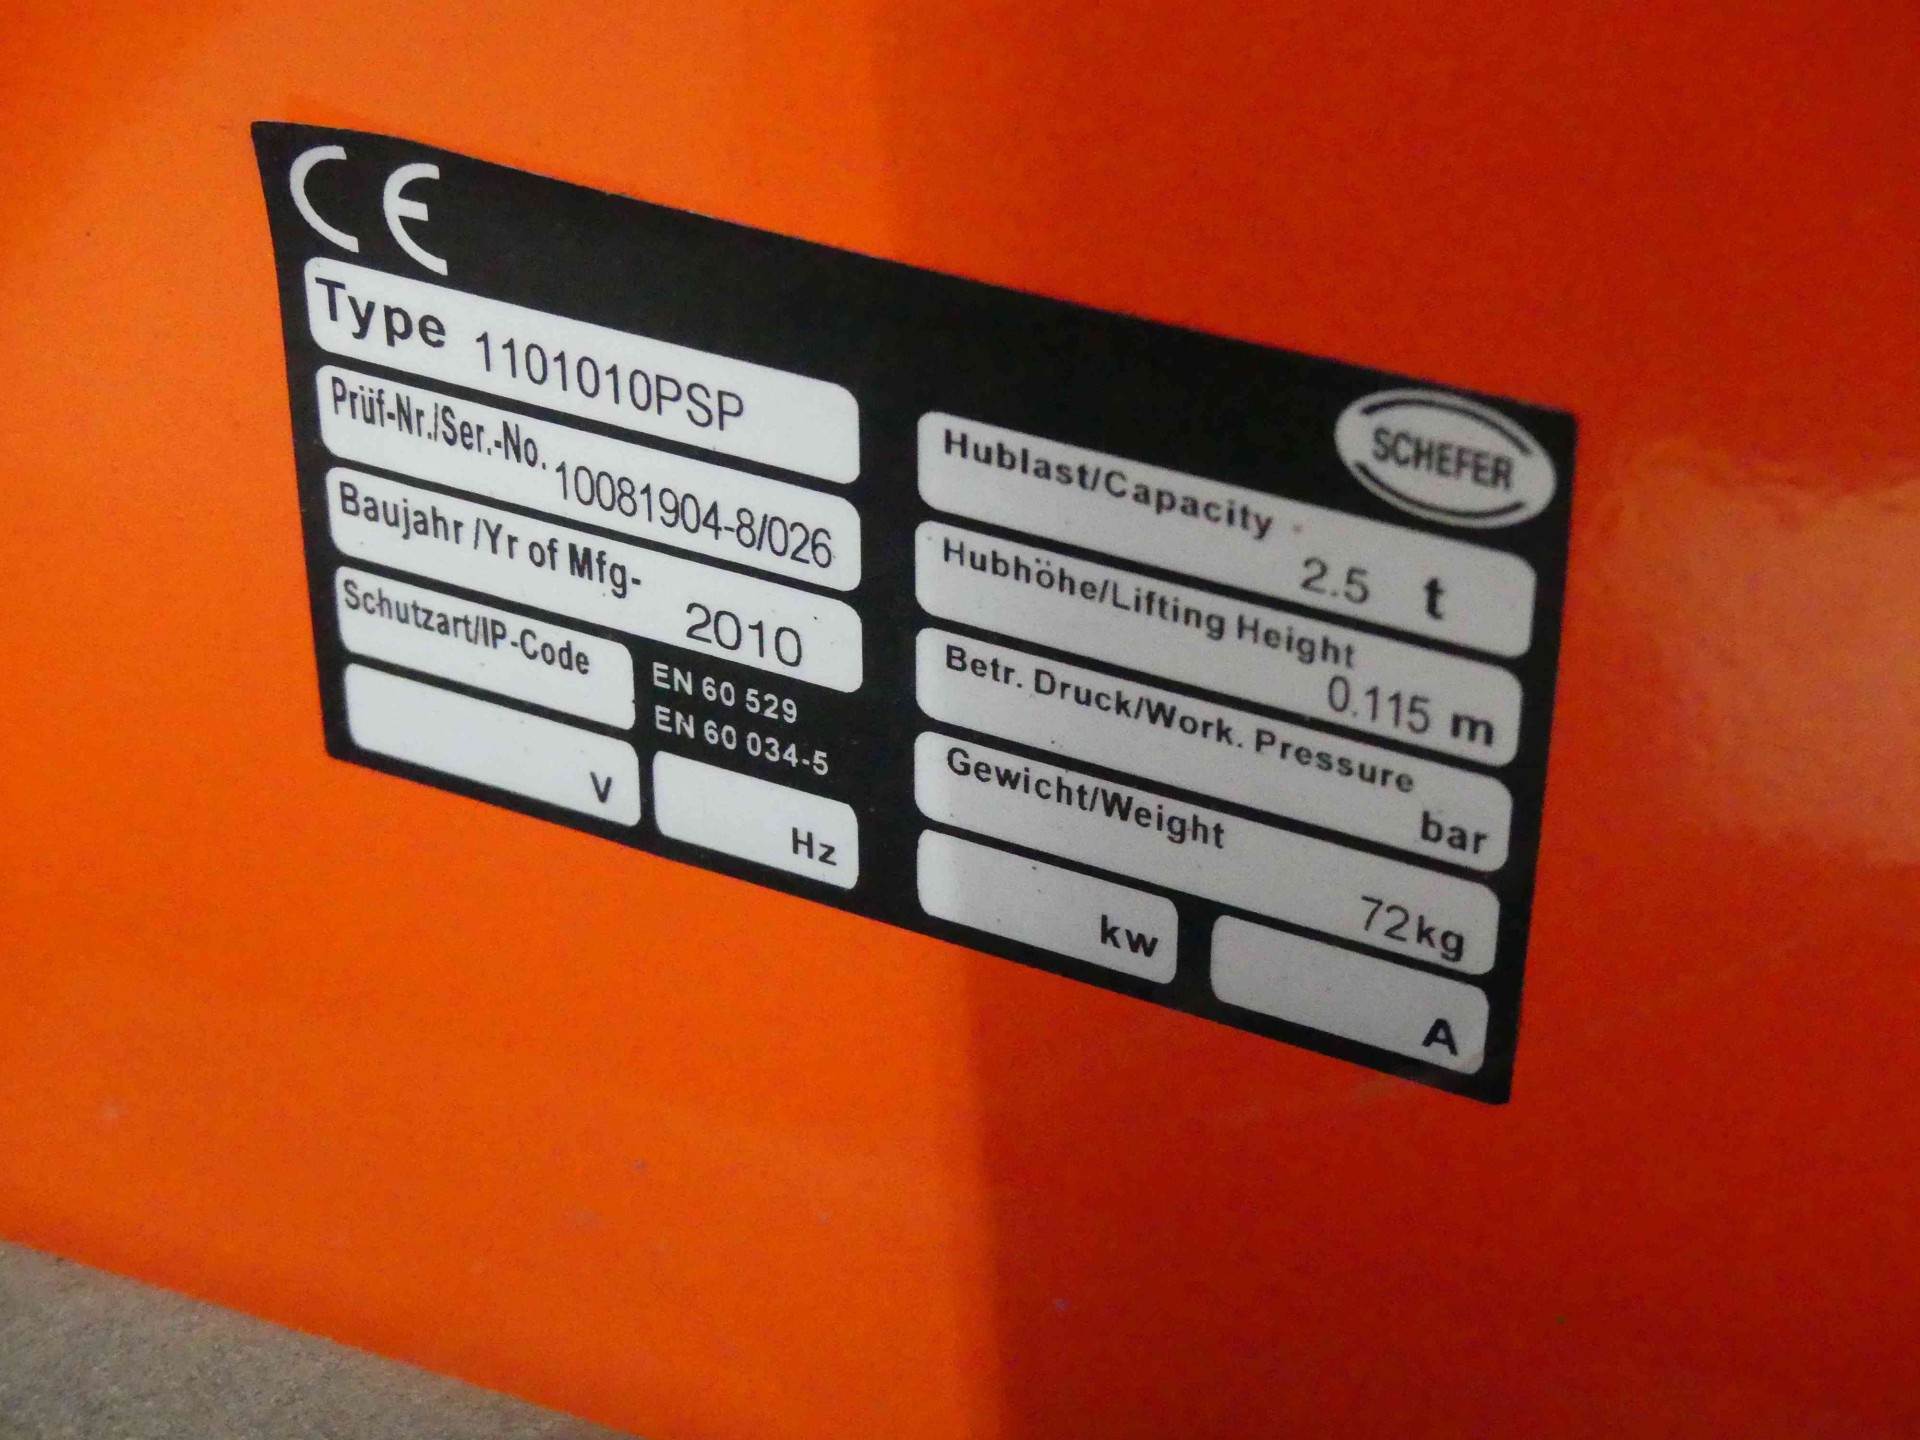 CE
Type 1101010PSP
Prüf-Nr./Ser.-No. 10081904-8/026
Baujahr /Yr of Mfg- 2010
Schutzart/IP-Code
EN 60 529
EN 60 034-5
V
Hz
SCHEFER
Hublast/Capacity
2.5 t
Hubhöhe/Lifting Height
0.115 m
Betr. Druck/Work. Pressure
bar
Gewicht/Weight
72kg
kw
A